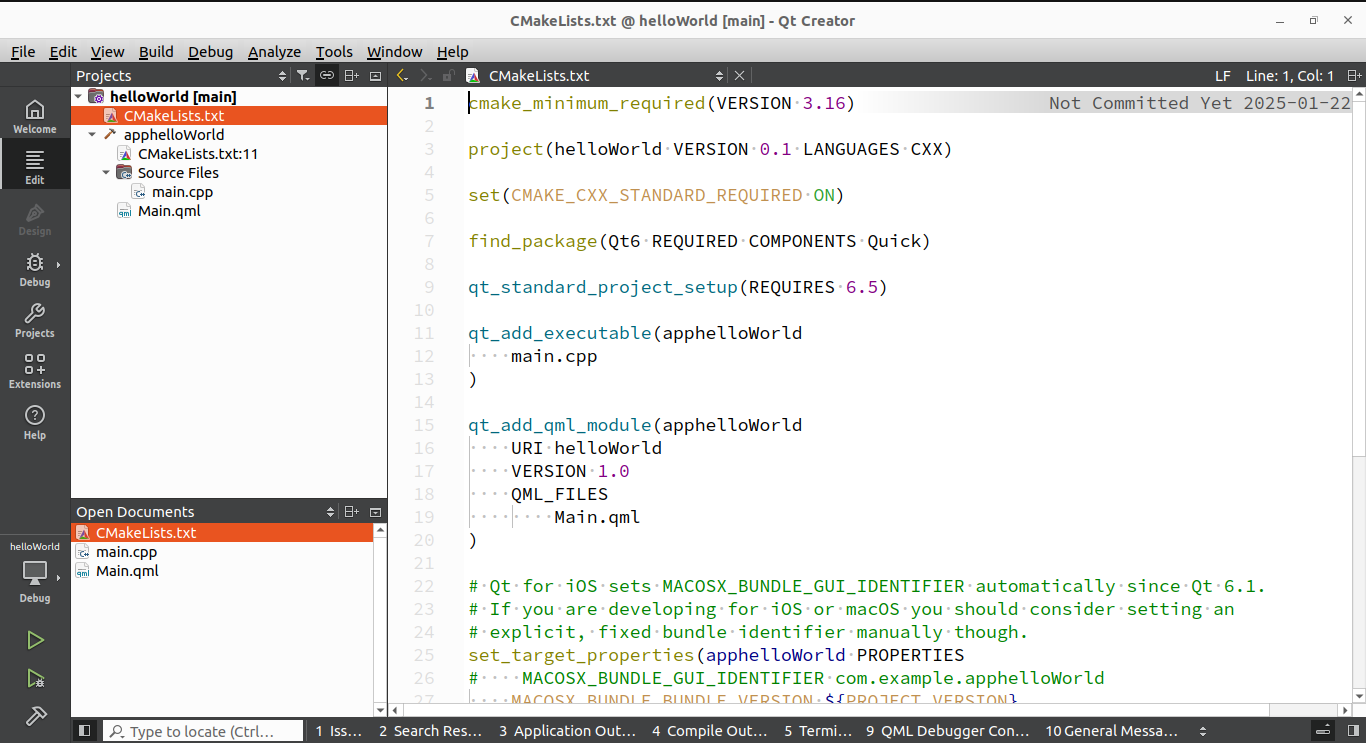 CMakeLists.txt @ helloWorld [main] - Qt Creator
File Edit View Build Debug Analyze Tools Window Help
Projects
CMakeLists.txt
LF Line: 1, Col: 1
Welcome
Edit
Design
Debug
Projects
Extensions
Help
helloWorld
Debug
helloWorld [main]
CMakeLists.txt
apphelloWorld
CMakeLists.txt:11
Source Files
main.cpp
Main.qml
Open Documents
CMakeLists.txt
main.cpp
Main.qml
1 cmake_minimum_required(VERSION 3.16) Not Committed Yet 2025-01-22
2
3 project(helloWorld VERSION 0.1 LANGUAGES CXX)
4
5 set(CMAKE_CXX_STANDARD_REQUIRED ON)
6
7 find_package(Qt6 REQUIRED COMPONENTS Quick)
8
9 qt_standard_project_setup(REQUIRES 6.5)
10
11 qt_add_executable(apphelloWorld
12 main.cpp
13 )
14
15 qt_add_qml_module(apphelloWorld
16 URI helloWorld
17 VERSION 1.0
18 QML_FILES
19 Main.qml
20 )
21
22 # Qt for iOS sets MACOSX_BUNDLE_GUI_IDENTIFIER automatically since Qt 6.1.
23 # If you are developing for iOS or macOS you should consider setting an
24 # explicit, fixed bundle identifier manually though.
25 set_target_properties(apphelloWorld PROPERTIES
26 # MACOSX_BUNDLE_GUI_IDENTIFIER com.example.apphelloWorld
27 MACOSX_BUNDLE_BUNDLE_VERSION ${PROJECT_VERSION}
Type to locate (Ctrl...
1 Iss... 2 Search Res... 3 Application Out... 4 Compile Out... 5 Termi... 9 QML Debugger Con... 10 General Messa...